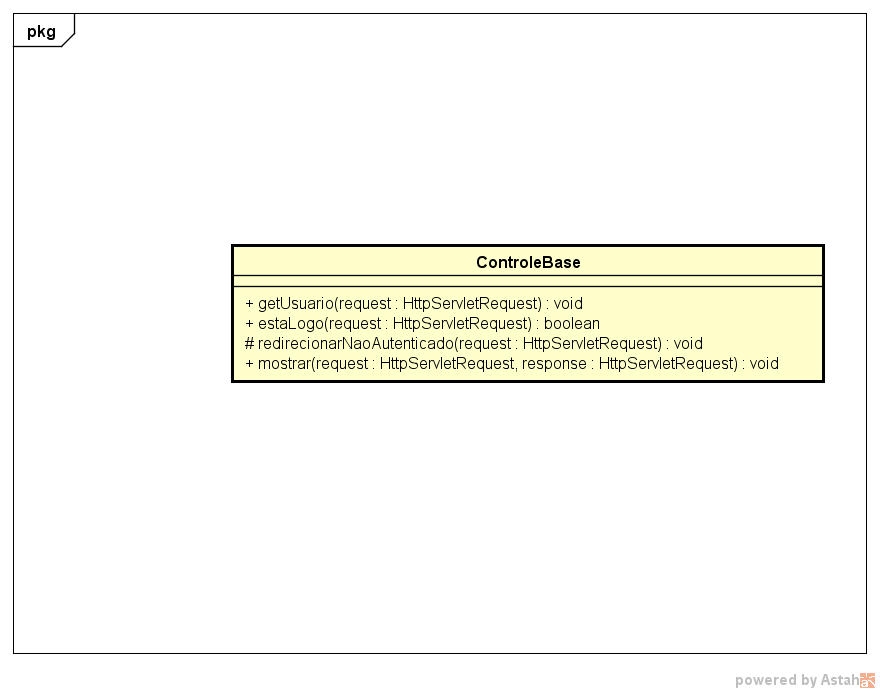 pkg
ControleBase
+ getUsuario(request : HttpServletRequest) : void
+ estaLogo(request : HttpServletRequest) : boolean
# redirecionarNaoAutenticado(request : HttpServletRequest) : void
+ mostrar(request : HttpServletRequest, response : HttpServletRequest) : void
powered by Astah